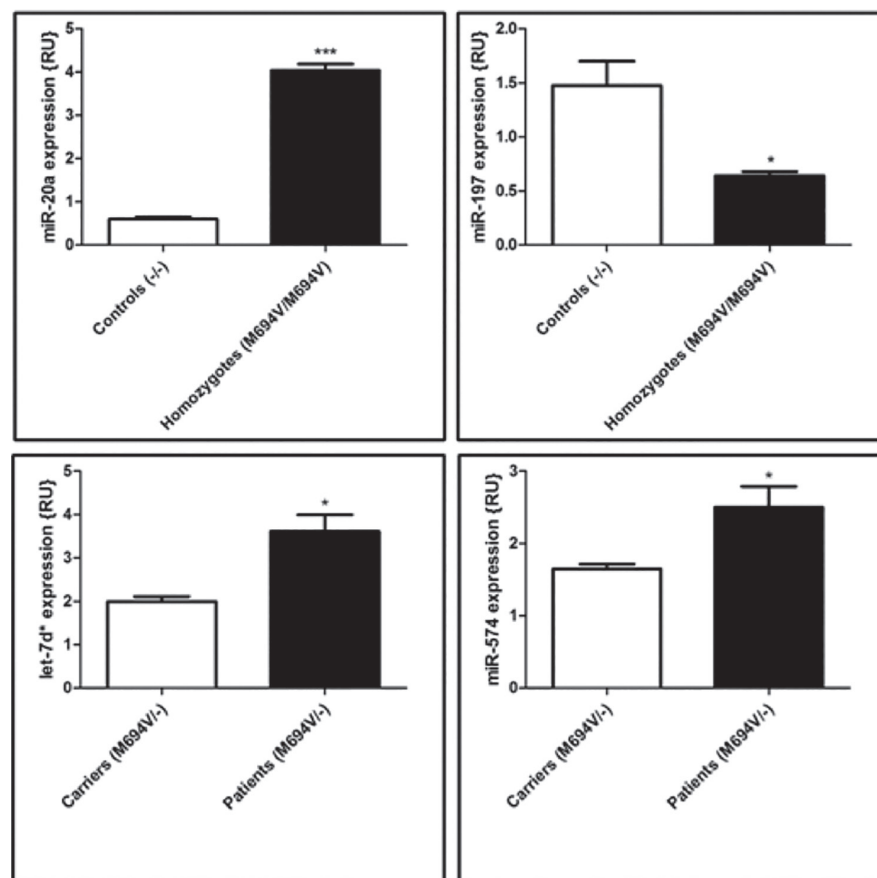 miR-20a expression {RU}
5
4
3
2
1
0
***
Controls (-/-)
Homozygotes (M694V/M694V)
miR-197 expression {RU}
2.0
1.5
1.0
0.5
0.0
*
Controls (-/-)
Homozygotes (M694V/M694V)
let-7d* expression {RU}
5
4
3
2
1
0
*
Carriers (M694V/-)
Patients (M694V/-)
miR-574 expression {RU}
3
2
1
0
*
Carriers (M694V/-)
Patients (M694V/-)